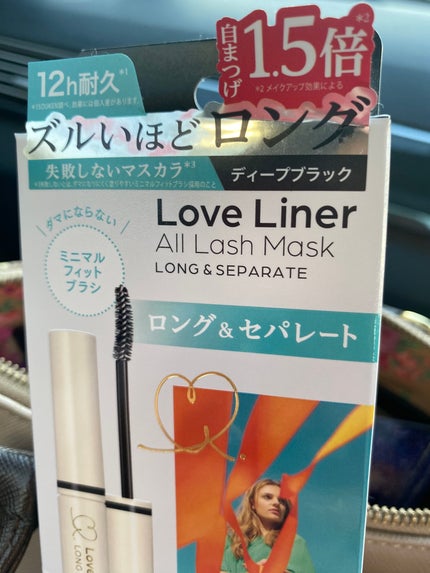 12h耐久*1
自まつげ
1.5倍*2
*2 メイクアップ効果による
ズルいほど ロング
失敗しないマスカラ*3
ディープブラック
Love Liner
All Lash Mask
LONG & SEPARATE
ダマにならない
ミニマル
フィット
ブラシ
ロング&セパレート
Love
LONG